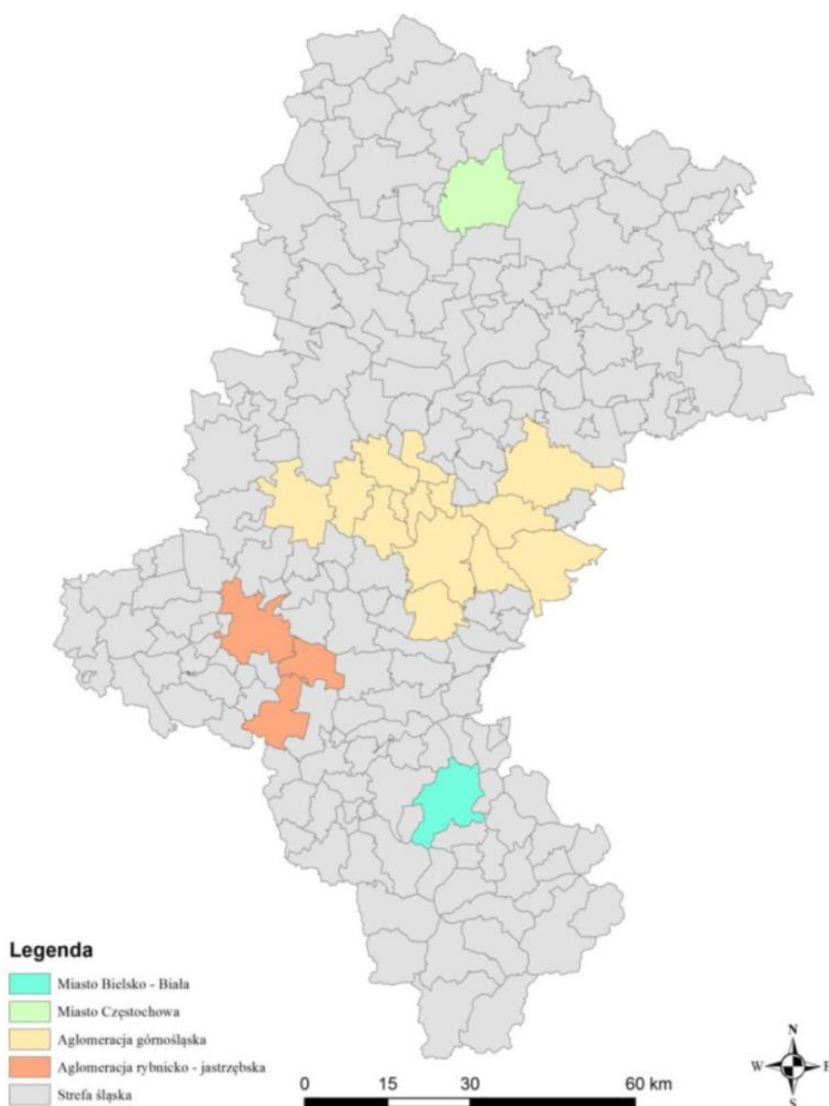 Legenda
Miasto Bielsko - Biała
Miasto Częstochowa
Aglomeracja górnośląska
Aglomeracja rybnicko - jastrzębska
Strefa śląska
0 15 30 60 km
N
W E
S